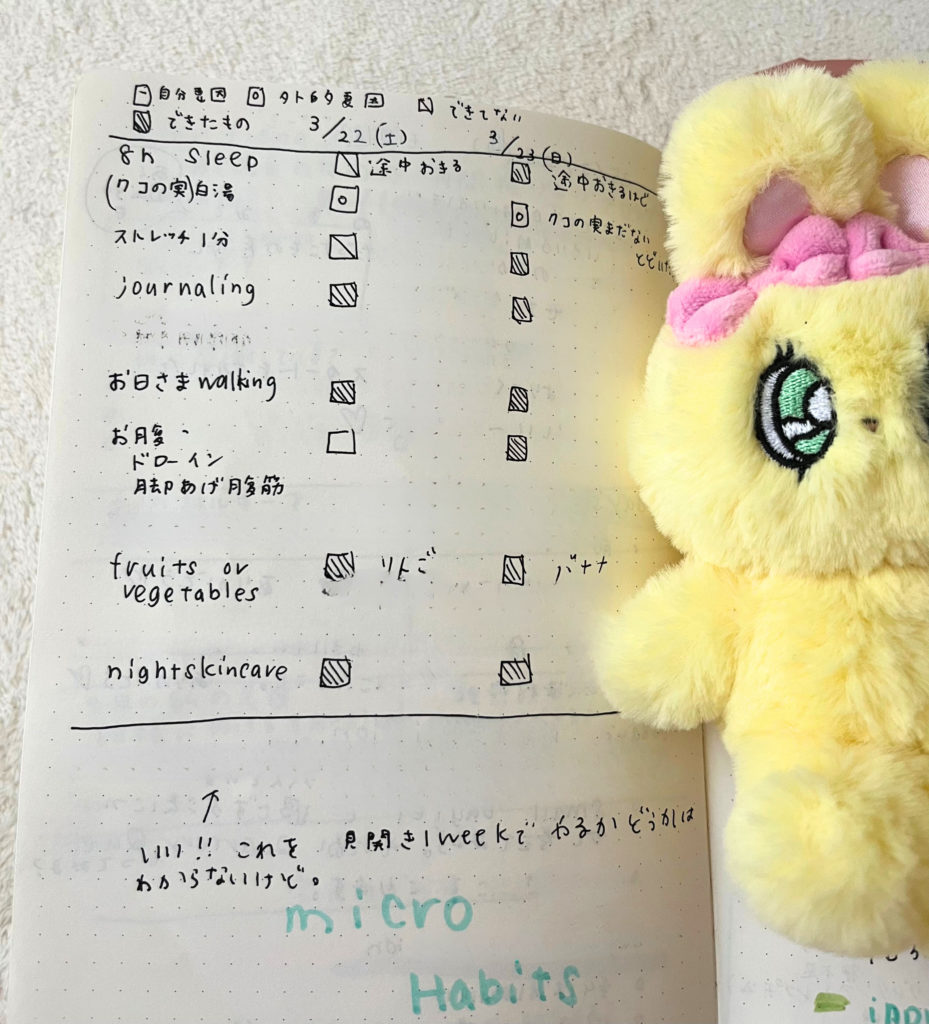 自分要因 できてない
できたもの 3/22(土) 3/23(日)
8h sleep 途中おきる 途中おきるけど
(クコの実)白湯 クコの実まだない
とどいた
ストレッチ1分
journaling
お日さまwalking
お腹・
ドローイン
脚あげ腹筋
fruits or
vegetables りんご バナナ
nightskincare
↑
いい!! これを 見開き1weekで やるかどうかは
わからないけど。
micro
Habits